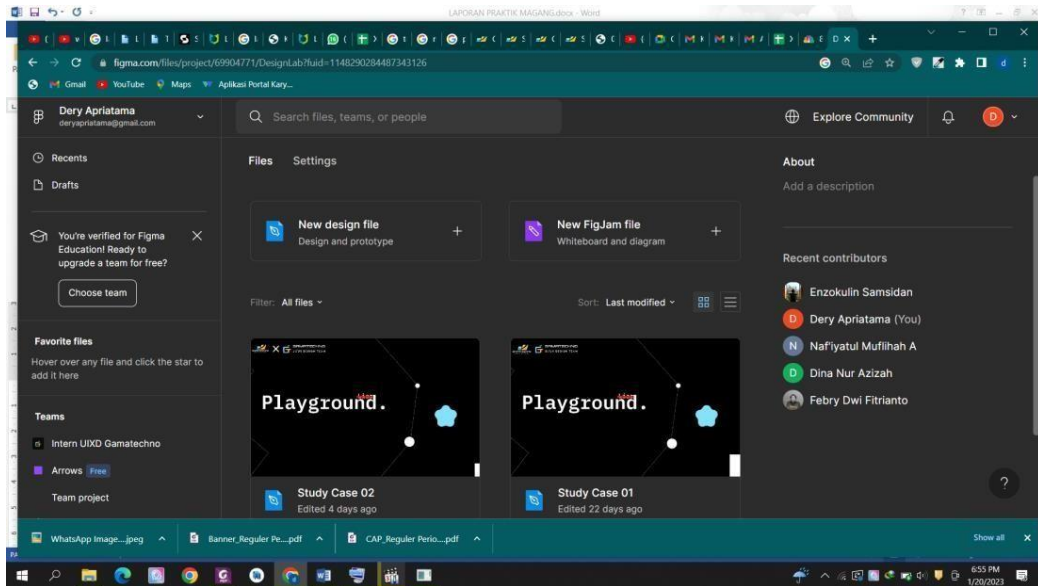 LAPORAN PRAKTIK MAGANG.docx - Word
figma.com/files/project/69904771/DesignLab?fuid=1148290284487343126
Gmail
YouTube
Maps
Aplikasi Portal Kary...
Dery Apriatama
deryapriatama@gmail.com
Search files, teams, or people
Explore Community
D
Recents
Drafts
You're verified for Figma
Education! Ready to
upgrade a team for free?
Choose team
Favorite files
Hover over any file and click the star to
add it here
Teams
Intern UIXD Gamatechno
Arrows Free
Team project
Files
Settings
New design file
Design and prototype
New FigJam file
Whiteboard and diagram
Filter: All files
Sort: Last modified
Playground.
Study Case 02
Edited 4 days ago
Playground.
Study Case 01
Edited 22 days ago
About
Add a description
Recent contributors
Enzokulin Samsidan
D Dery Apriatama (You)
N Naf'iyatul Muflihah A
D Dina Nur Azizah
Febry Dwi Fitrianto
?
WhatsApp Image....jpeg
Banner_Reguler Pe....pdf
CAP_Reguler Perio....pdf
Show all
6:55 PM
1/20/2023